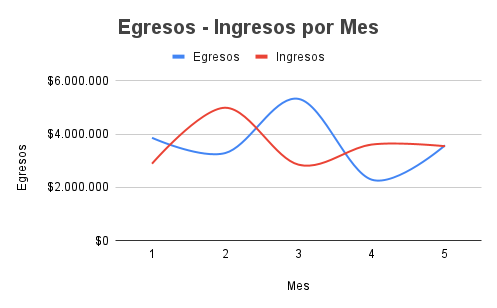 Egresos - Ingresos por Mes
Egresos Ingresos
$6.000.000
$4.000.000
$2.000.000
$0
Egresos
1 2 3 4 5
Mes